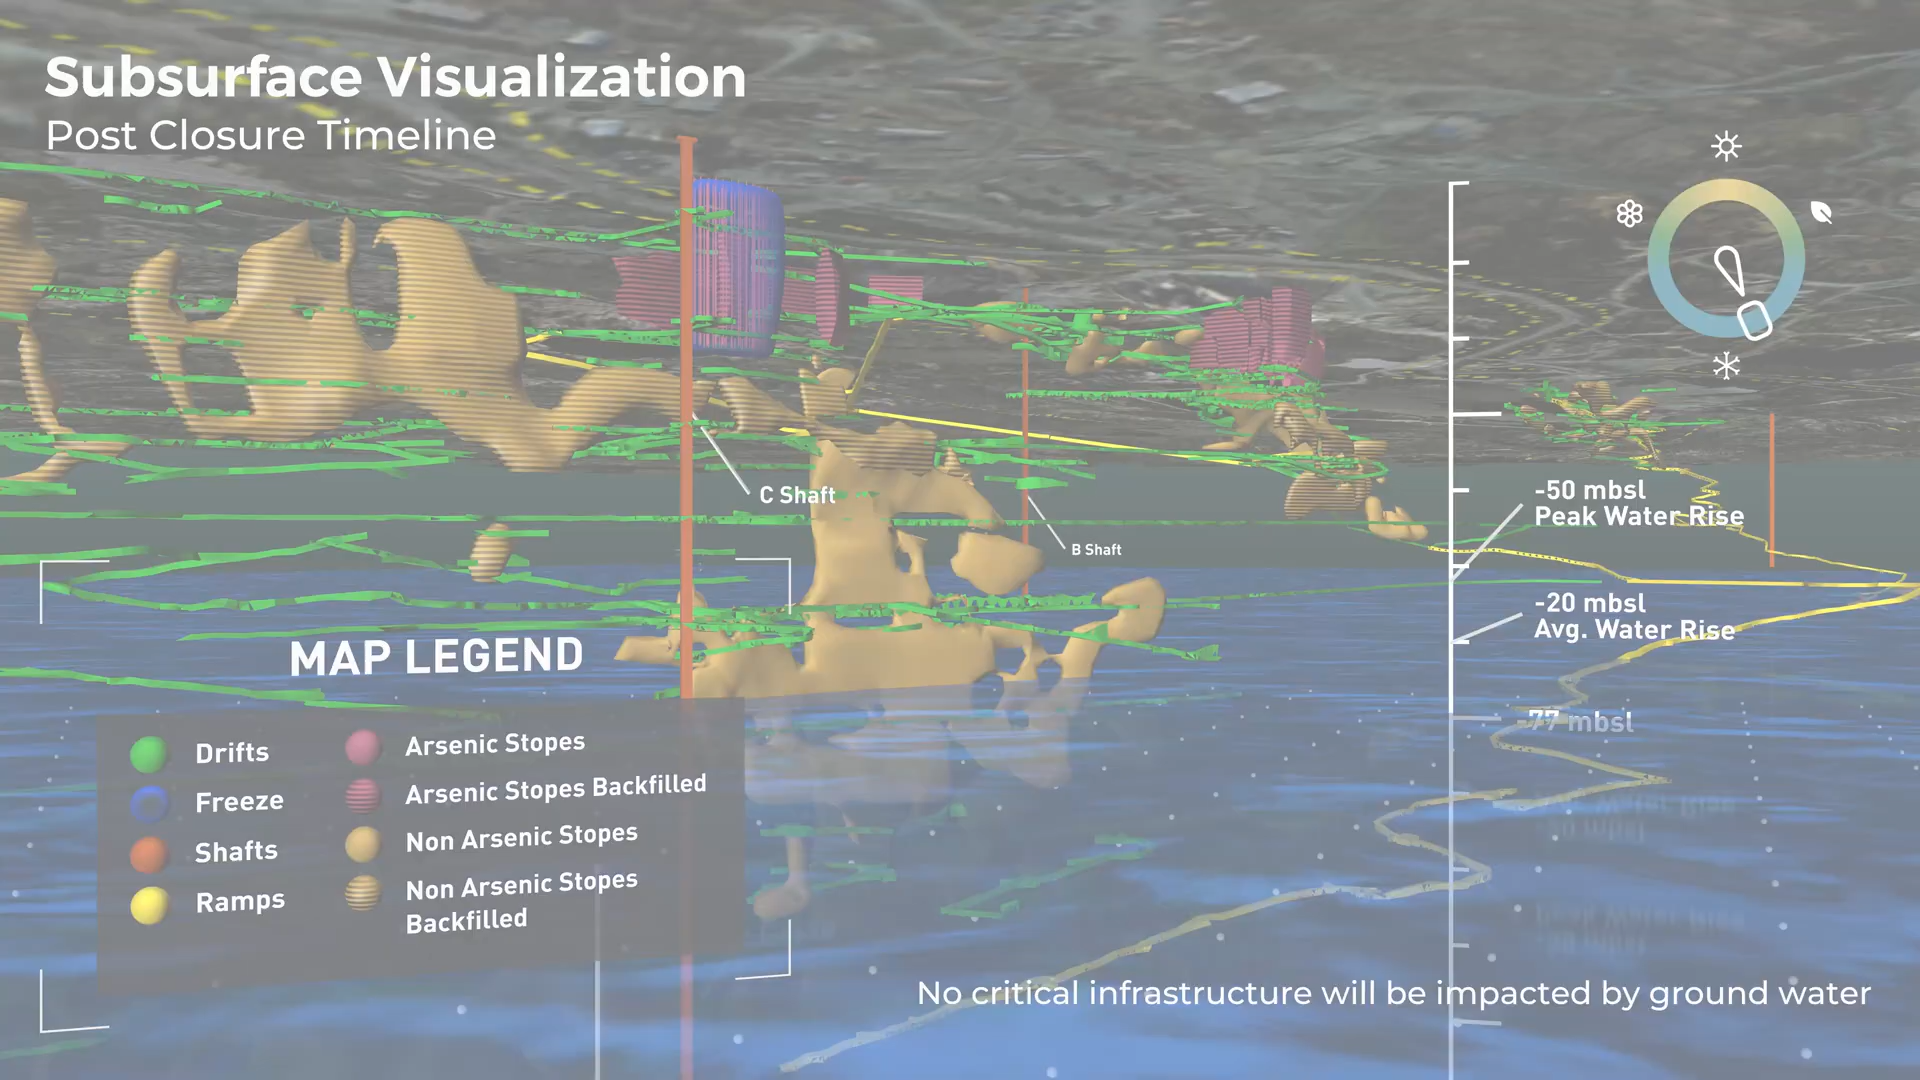 Subsurface Visualization
Post Closure Timeline
C Shaft
B Shaft
-50 mbsl
Peak Water Rise
-20 mbsl
Avg. Water Rise
-77 mbsl
MAP LEGEND
Drifts
Freeze
Shafts
Ramps
Arsenic Stopes
Arsenic Stopes Backfilled
Non Arsenic Stopes
Non Arsenic Stopes
Backfilled
No critical infrastructure will be impacted by ground water